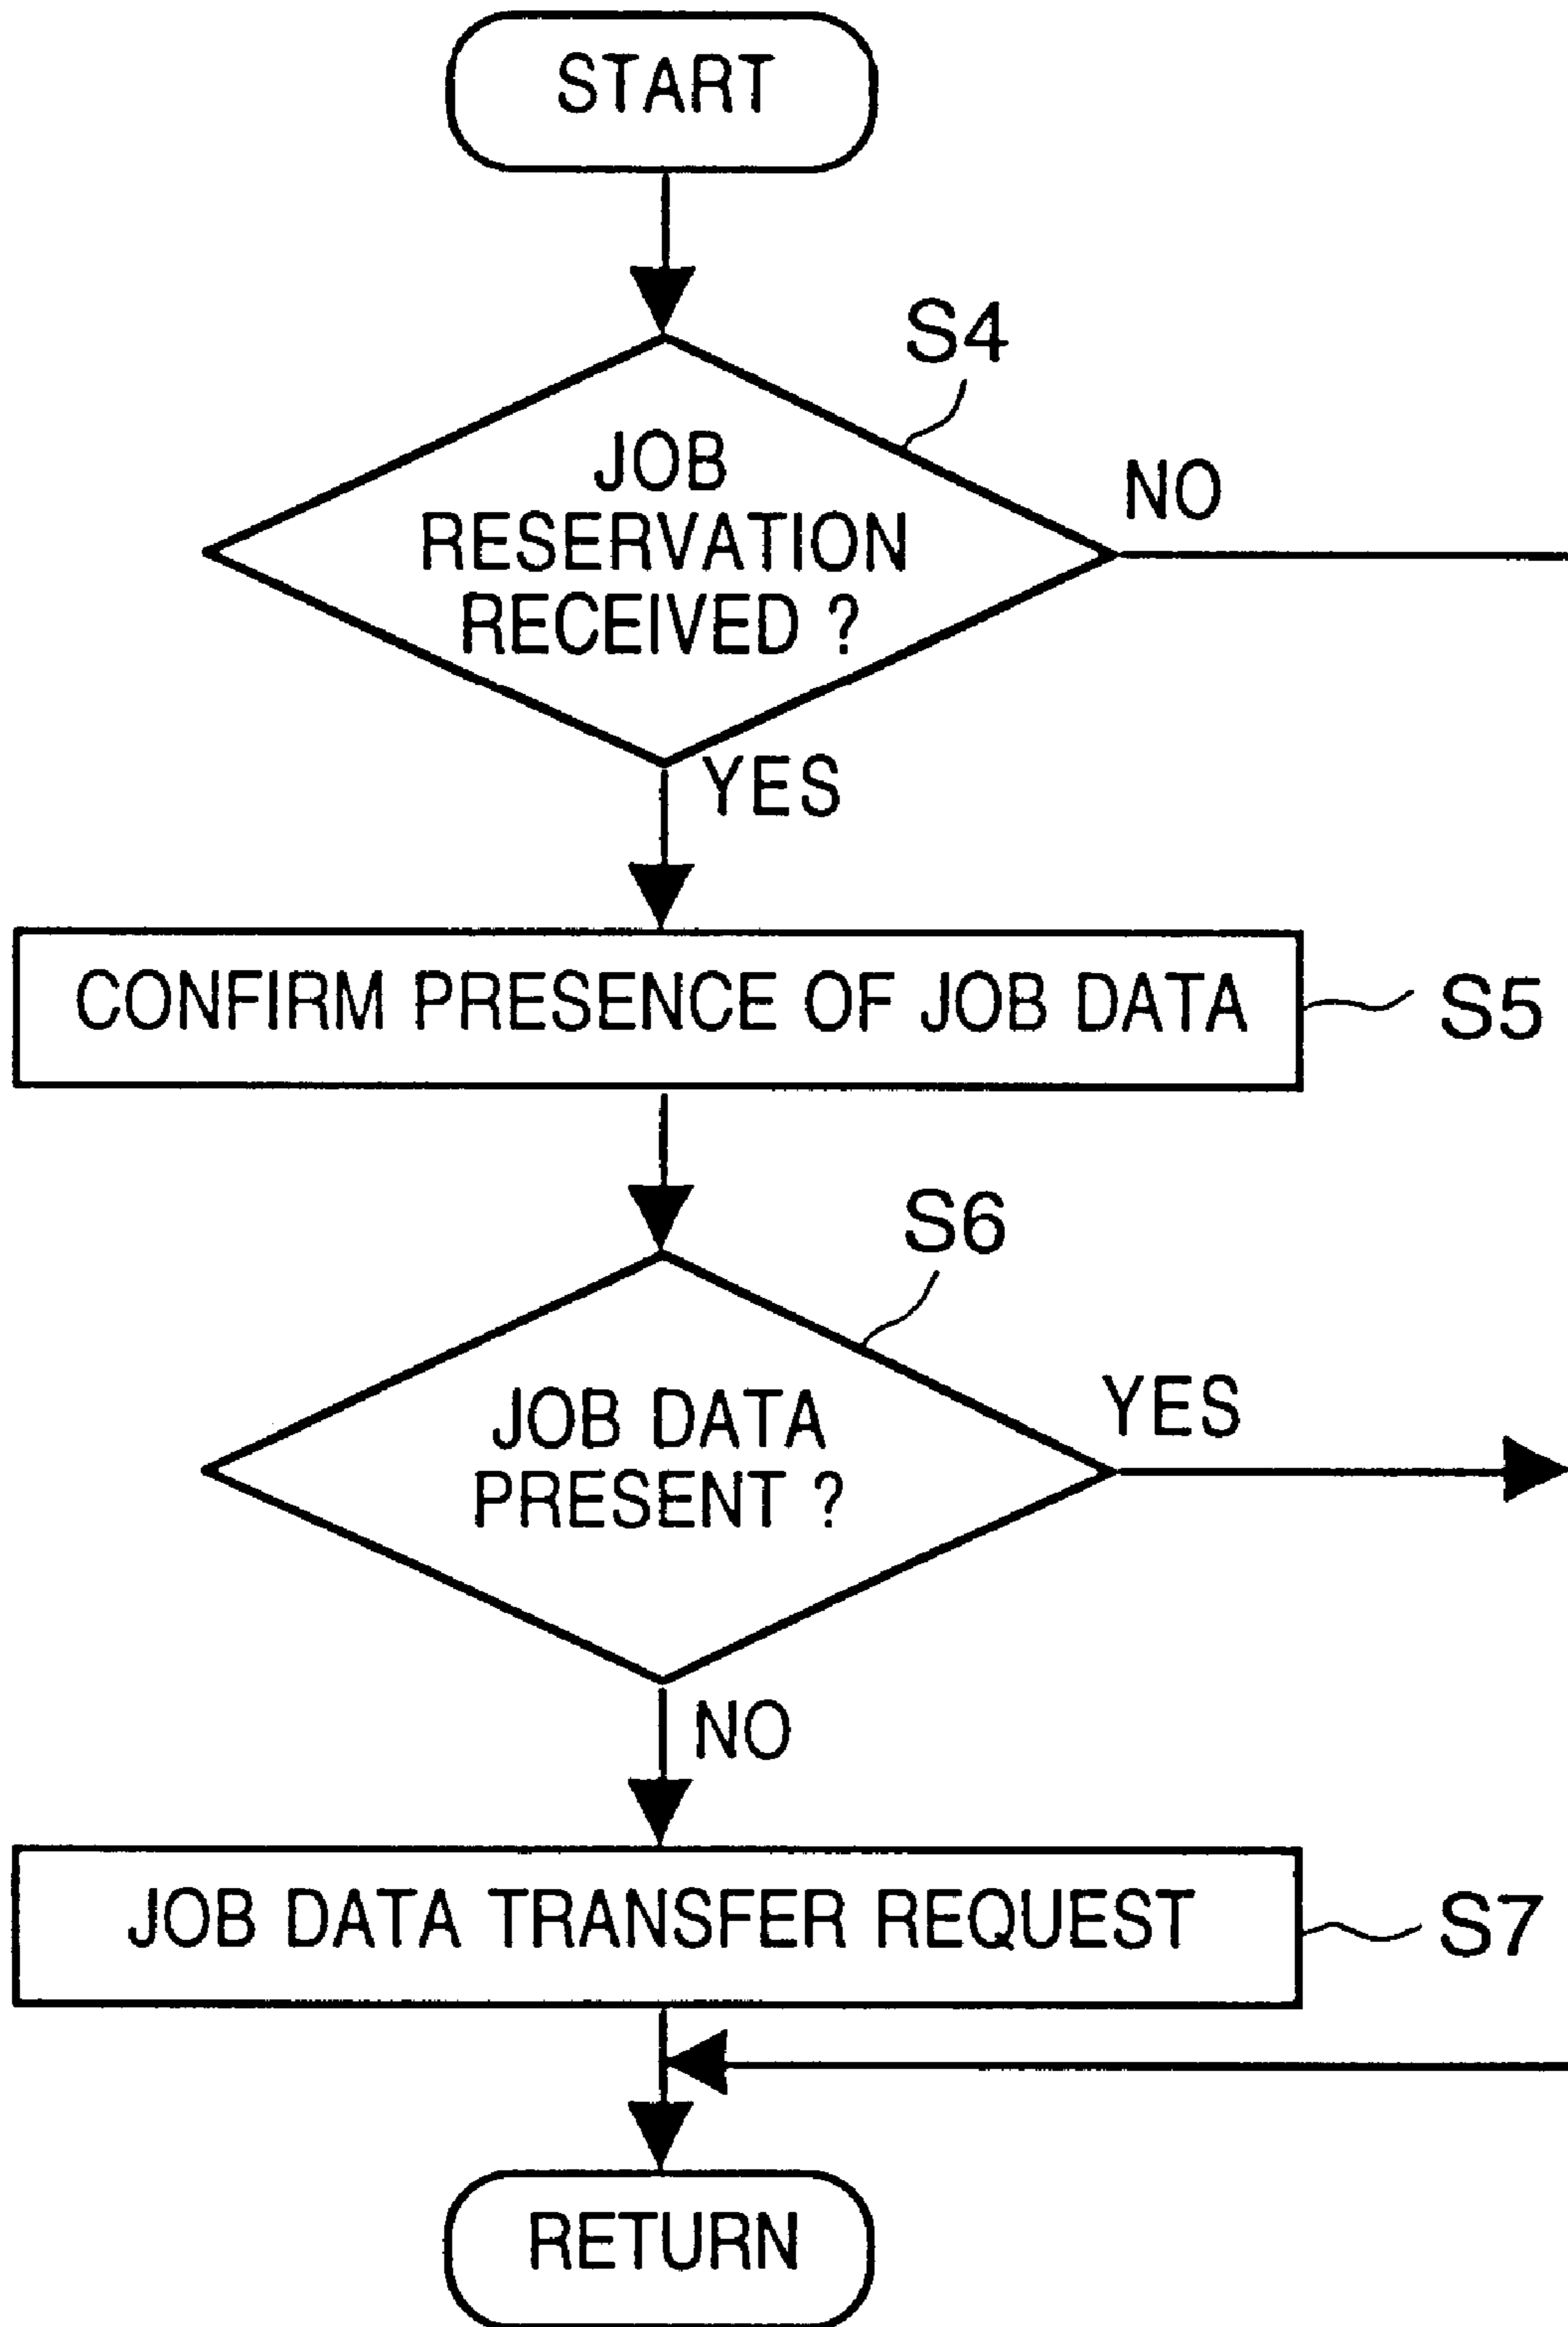 START
S4
JOB
RESERVATION
RECEIVED ?
NO
YES
CONFIRM PRESENCE OF JOB DATA
S5
S6
JOB DATA
PRESENT ?
YES
NO
JOB DATA TRANSFER REQUEST
S7
RETURN